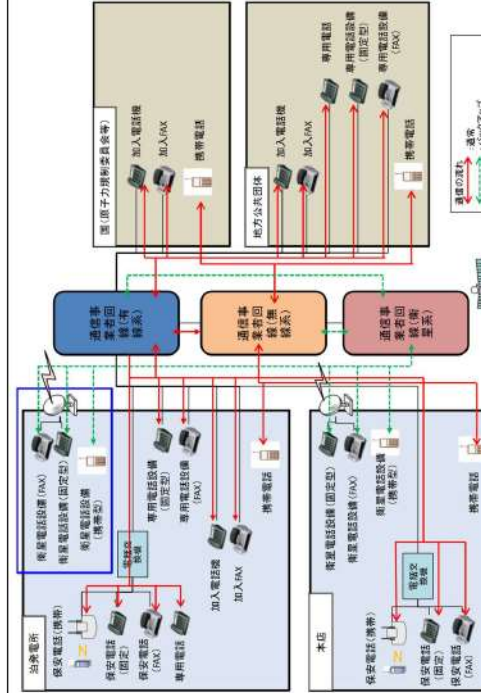 泊発電所
衛星電話設備(FAX)
衛星電話設備(固定型)
衛星電話設備
(携帯型)
電話交
換機
保安電話(携帯)
保安電話
(固定)
保安電話
(FAX)
専用電話
専用電話設備
(固定型)
専用電話設備
(FAX)
加入電話機
加入FAX
携帯電話
本店
衛星電話設備(固定型)
衛星電話設備(FAX)
衛星電話設備
(携帯型)
電話交
換機
保安電話(携帯)
保安電話
(固定)
保安電話
(FAX)
携帯電話
通信事
業者回
線(有
線系)
通信事
業者回
線(無
線系)
通信事
業者回
線(衛
星系)
国(原子力規制委員会等)
加入電話機
加入FAX
携帯電話
地方公共団体
加入電話機
加入FAX
専用電話
専用電話設備
(固定型)
専用電話設備
(FAX)
携帯電話
通信の流れ
:通常